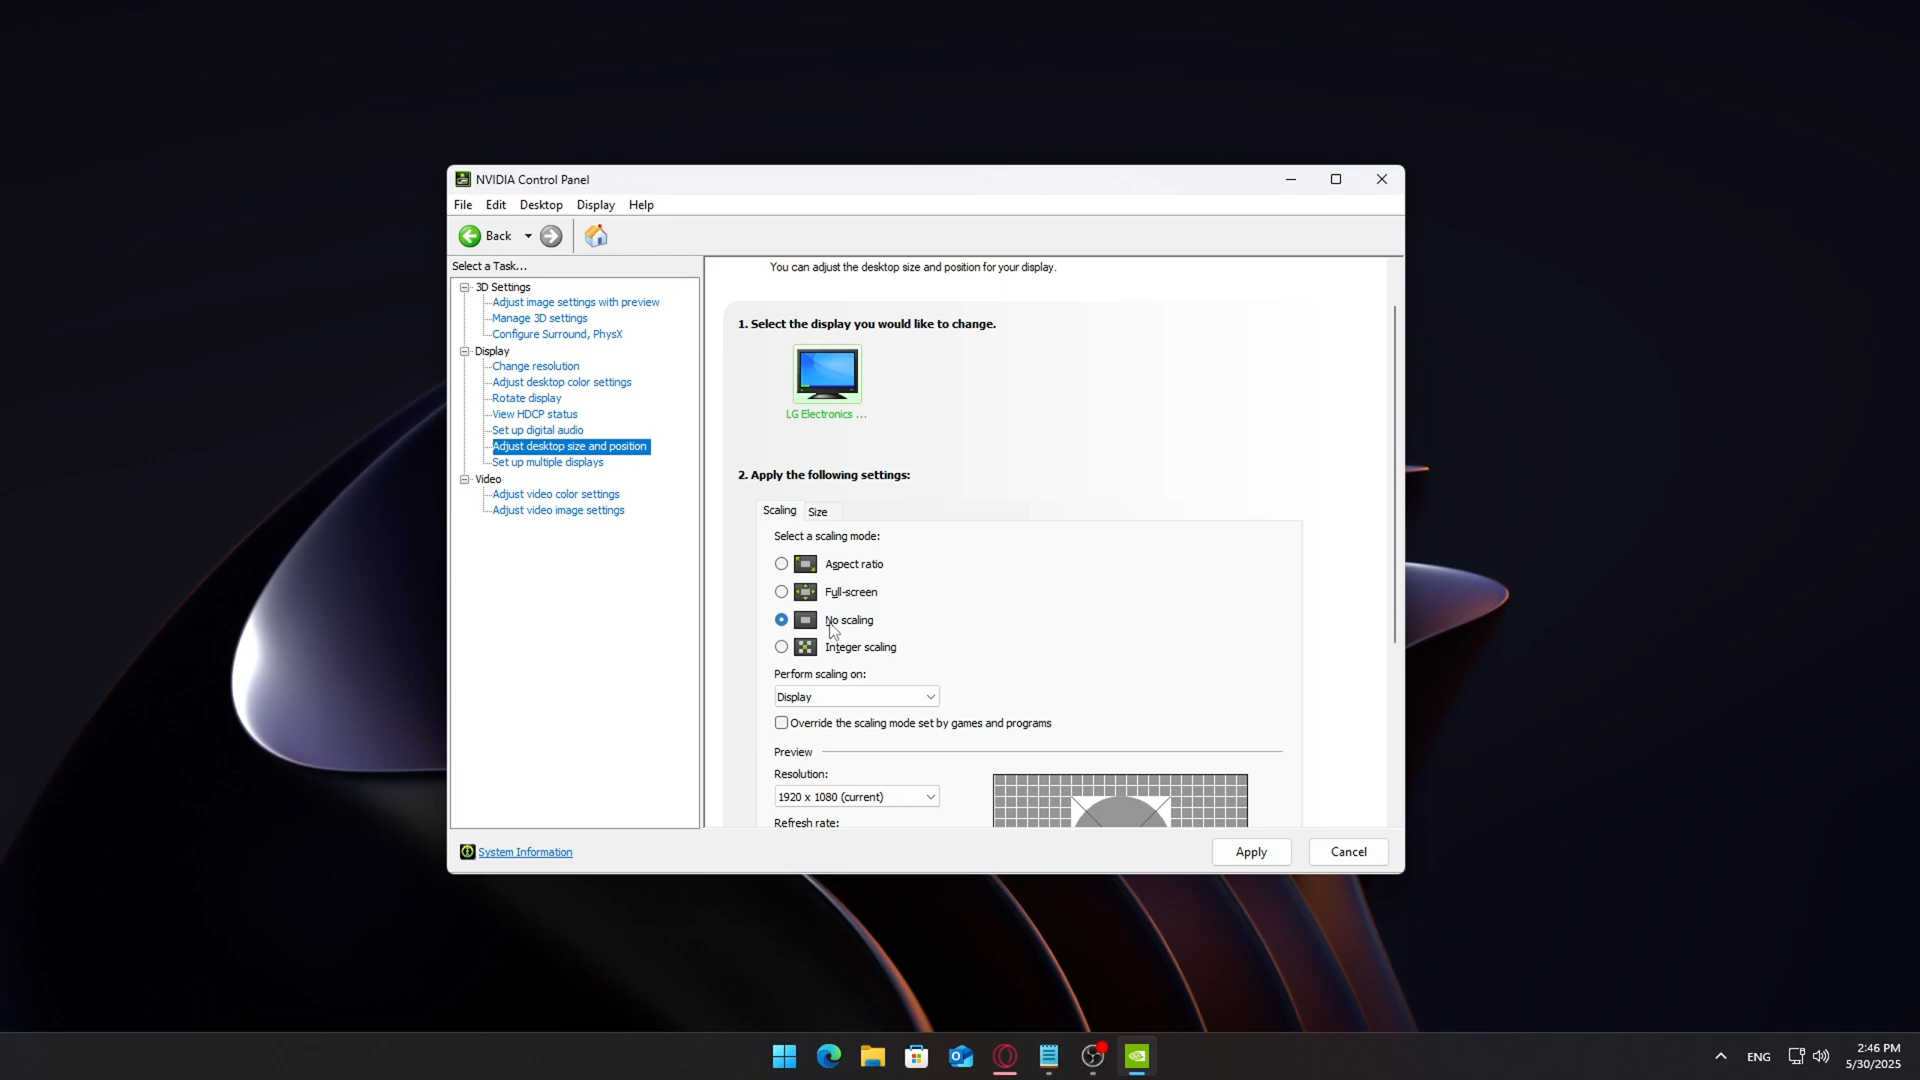 NVIDIA Control Panel
File Edit Desktop Display Help
Back
Select a Task...
3D Settings
Adjust image settings with preview
Manage 3D settings
Configure Surround, PhysX
Display
Change resolution
Adjust desktop color settings
Rotate display
View HDCP status
Set up digital audio
Adjust desktop size and position
Set up multiple displays
Video
Adjust video color settings
Adjust video image settings
System Information
You can adjust the desktop size and position for your display.
1. Select the display you would like to change.
LG Electronics ...
2. Apply the following settings:
Scaling Size
Select a scaling mode:
Aspect ratio
Full-screen
No scaling
Integer scaling
Perform scaling on:
Display
Override the scaling mode set by games and programs
Preview
Resolution:
1920 x 1080 (current)
Refresh rate:
Apply Cancel
ENG
2:46 PM
5/30/2025